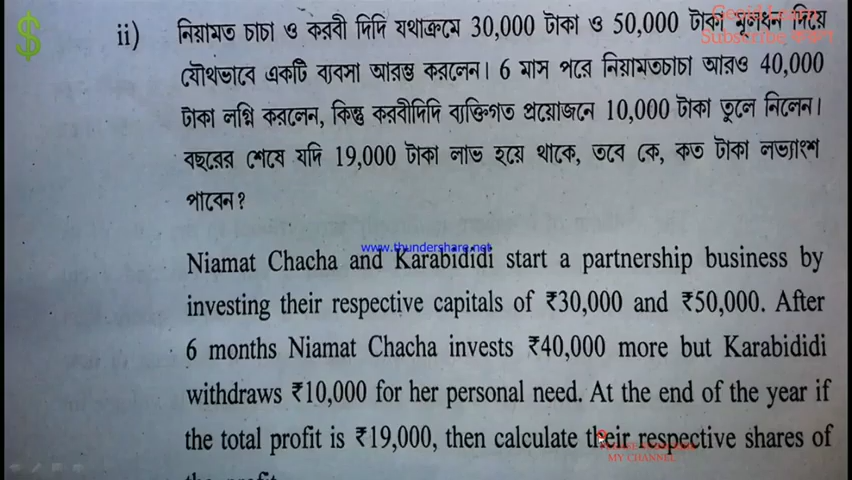 ii) নিয়ামত চাচা ও করবী দিদি যথাক্রমে 30,000 টাকা ও 50,000 টাকা মূলধন দিয়ে
যৌথভাবে একটি ব্যবসা আরম্ভ করলেন। 6 মাস পরে নিয়ামতচাচা আরও 40,000
টাকা লগ্নি করলেন, কিন্তু করবীদিদি ব্যক্তিগত প্রয়োজনে 10,000 টাকা তুলে নিলেন।
বছরের শেষে যদি 19,000 টাকা লাভ হয়ে থাকে, তবে কে, কত টাকা লভ্যাংশ
পাবেন?
www.thundershare.net
Niamat Chacha and Karabididi start a partnership business by
investing their respective capitals of ₹30,000 and ₹50,000. After
6 months Niamat Chacha invests ₹40,000 more but Karabididi
withdraws ₹10,000 for her personal need. At the end of the year if
the total profit is ₹19,000, then calculate their respective shares of
MY CHANNEL